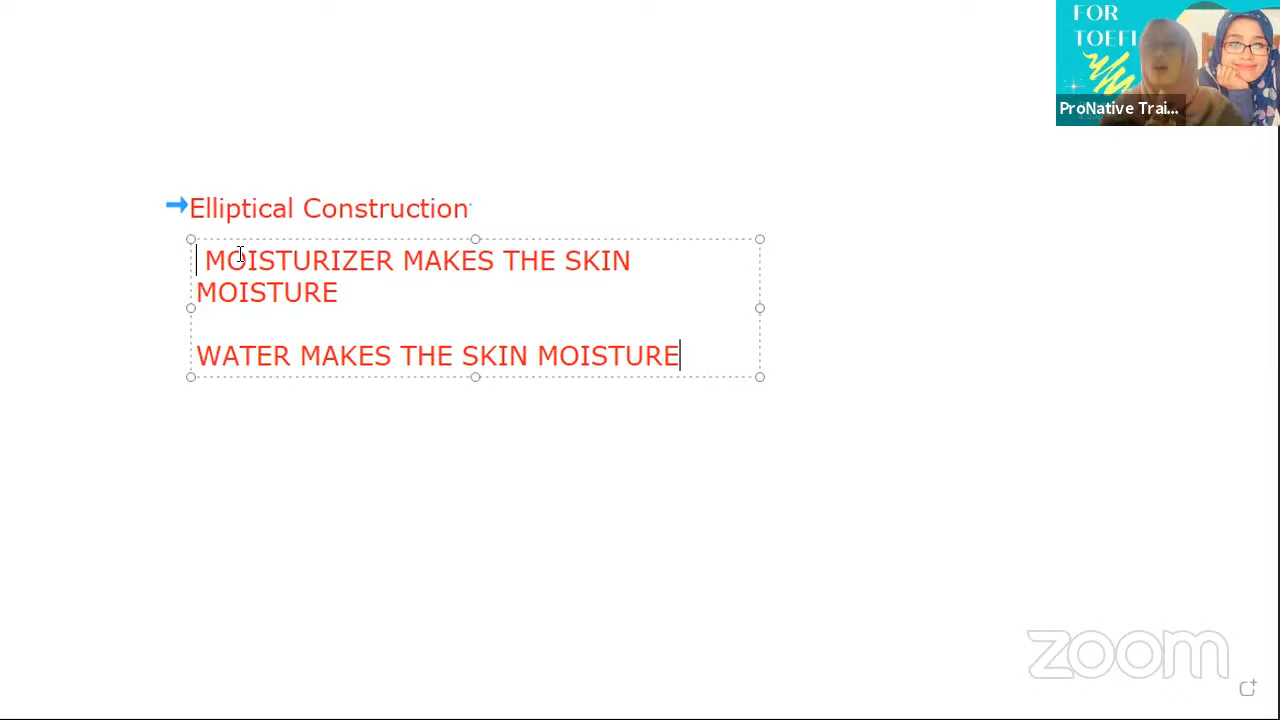 FOR
TOEFL
ProNative Trai...
Elliptical Construction
MOISTURIZER MAKES THE SKIN
MOISTURE
WATER MAKES THE SKIN MOISTURE
zoom